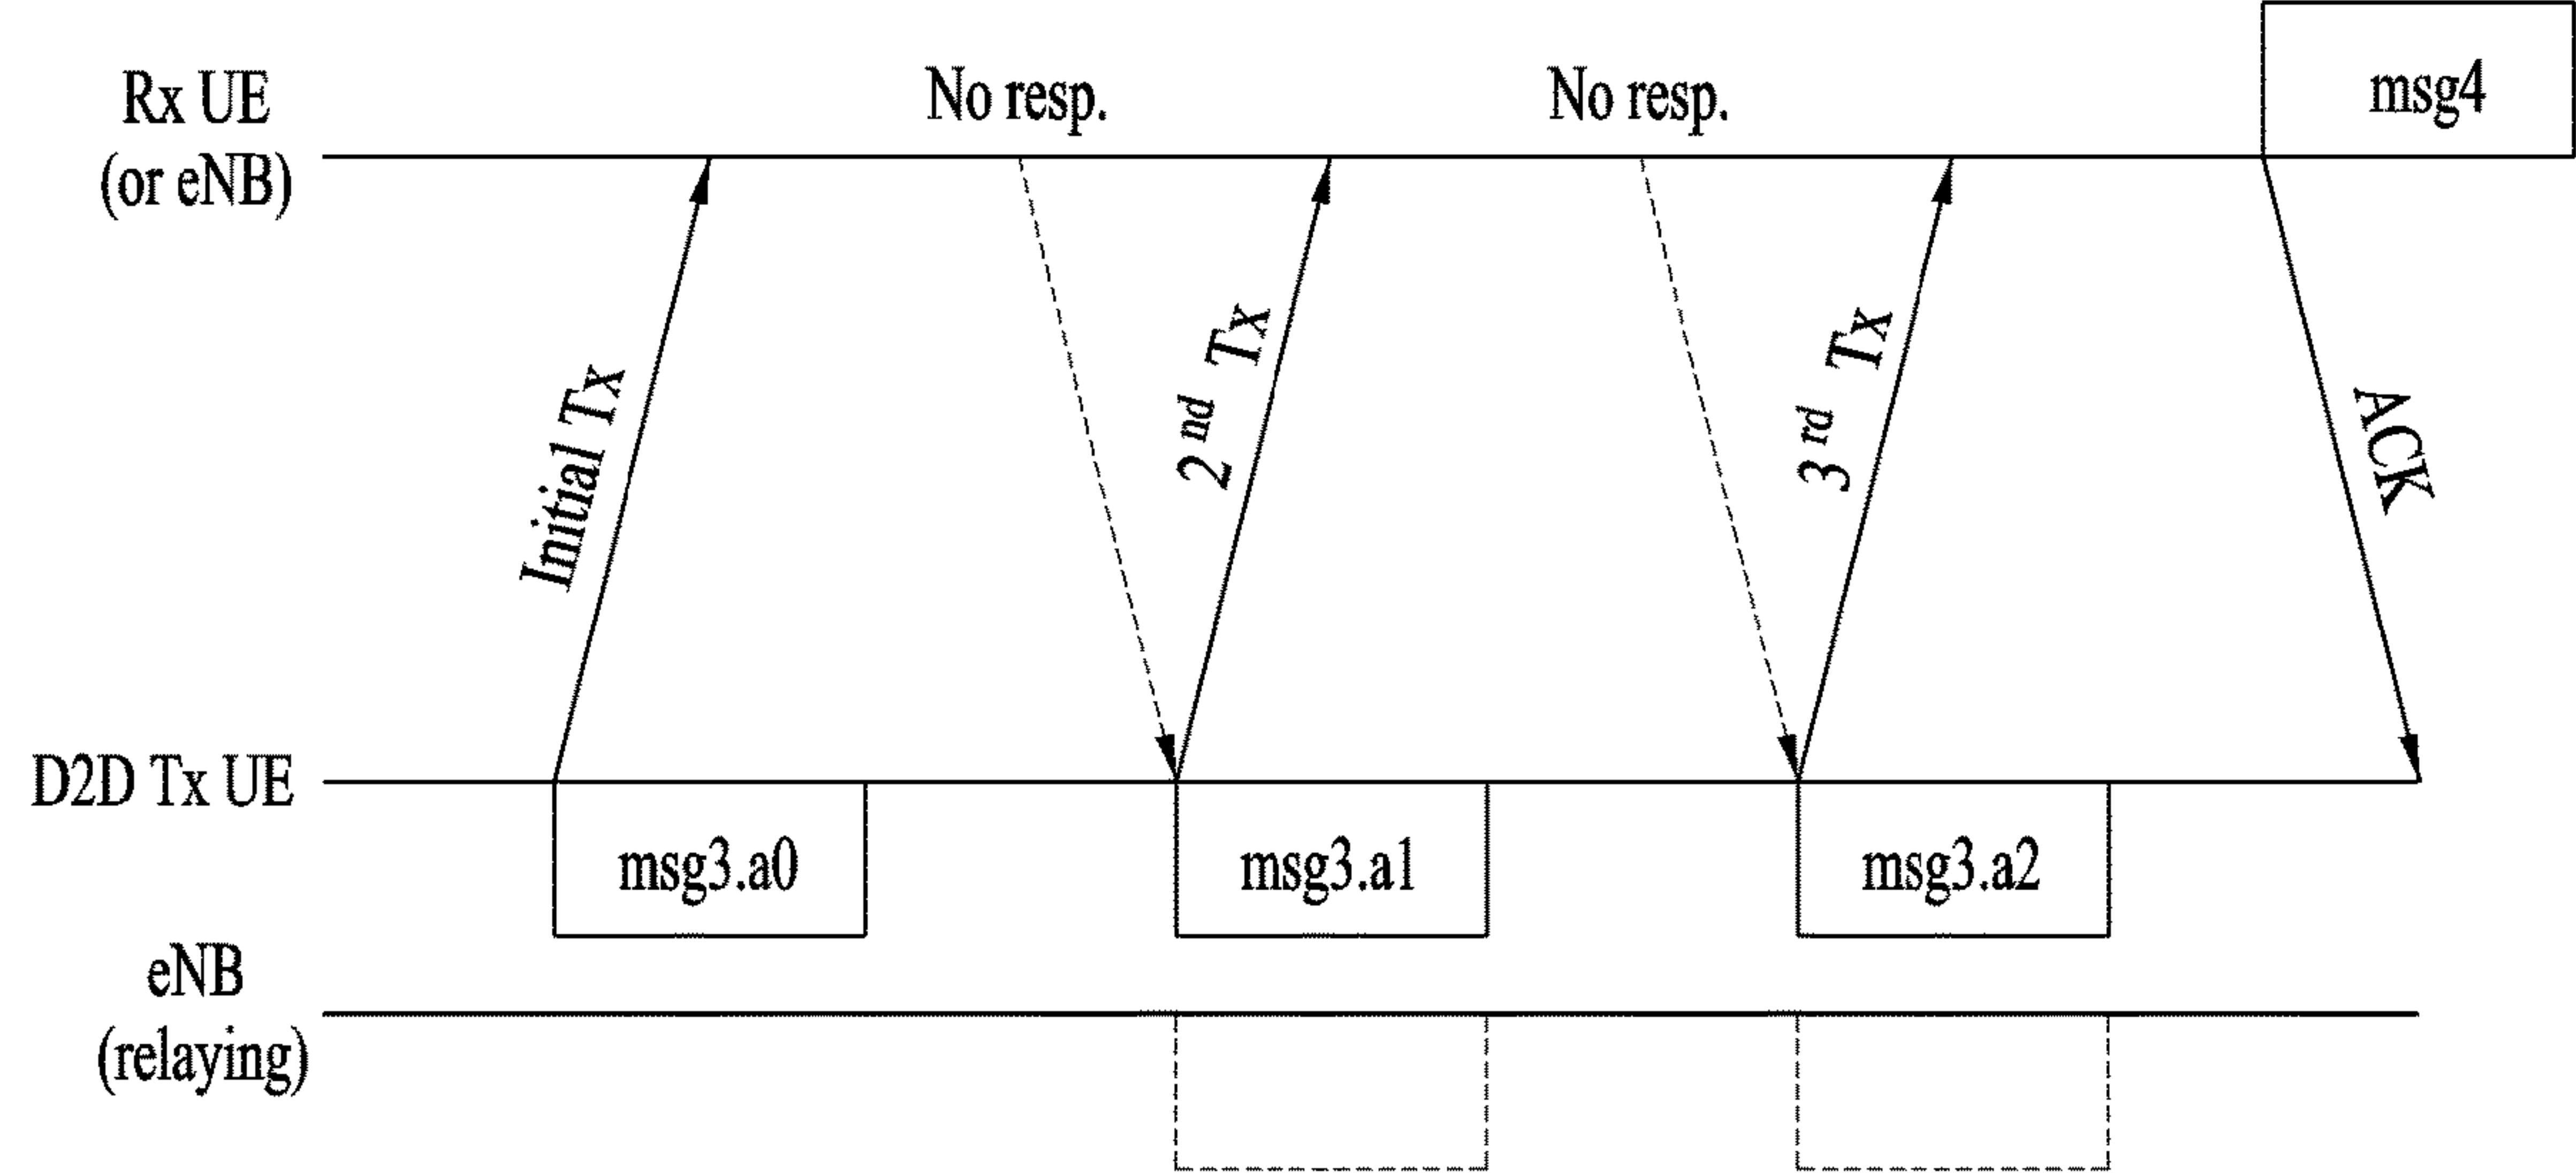 Rx UE
(or eNB)
No resp.
No resp.
msg4
Initial Tx
2nd Tx
3rd Tx
ACK
D2D Tx UE
msg3.a0
msg3.a1
msg3.a2
eNB
(relaying)